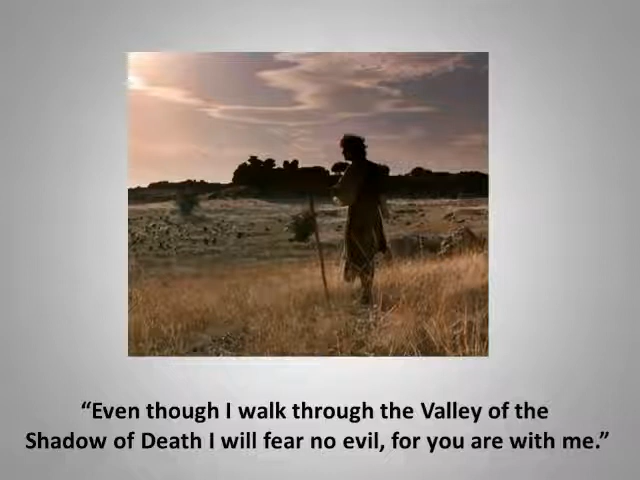 “Even though I walk through the Valley of the
Shadow of Death I will fear no evil, for you are with me.”